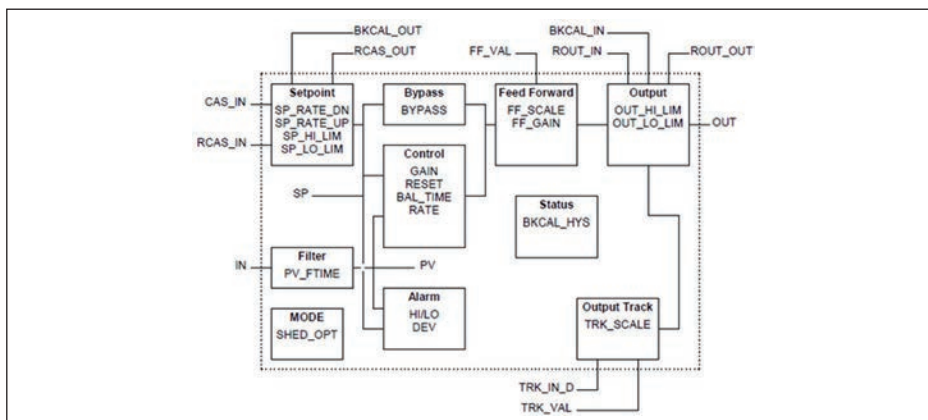 BKCAL_OUT
RCAS_OUT
FF_VAL
BKCAL_IN
ROUT_IN
ROUT_OUT
CAS_IN
RCAS_IN
Setpoint
SP_RATE_DN
SP_RATE_UP
SP_HI_LIM
SP_LO_LIM
Bypass
BYPASS
Feed Forward
FF_SCALE
FF_GAIN
Output
OUT_HI_LIM
OUT_LO_LIM
OUT
Control
GAIN
RESET
BAL_TIME
RATE
SP
Status
BKCAL_HYS
IN
Filter
PV_FTIME
PV
MODE
SHED_OPT
Alarm
HI/LO
DEV
Output Track
TRK_SCALE
TRK_IN_D
TRK_VAL